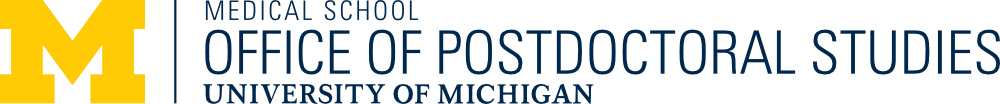 M
MEDICAL SCHOOL
OFFICE OF POSTDOCTORAL STUDIES
UNIVERSITY OF MICHIGAN